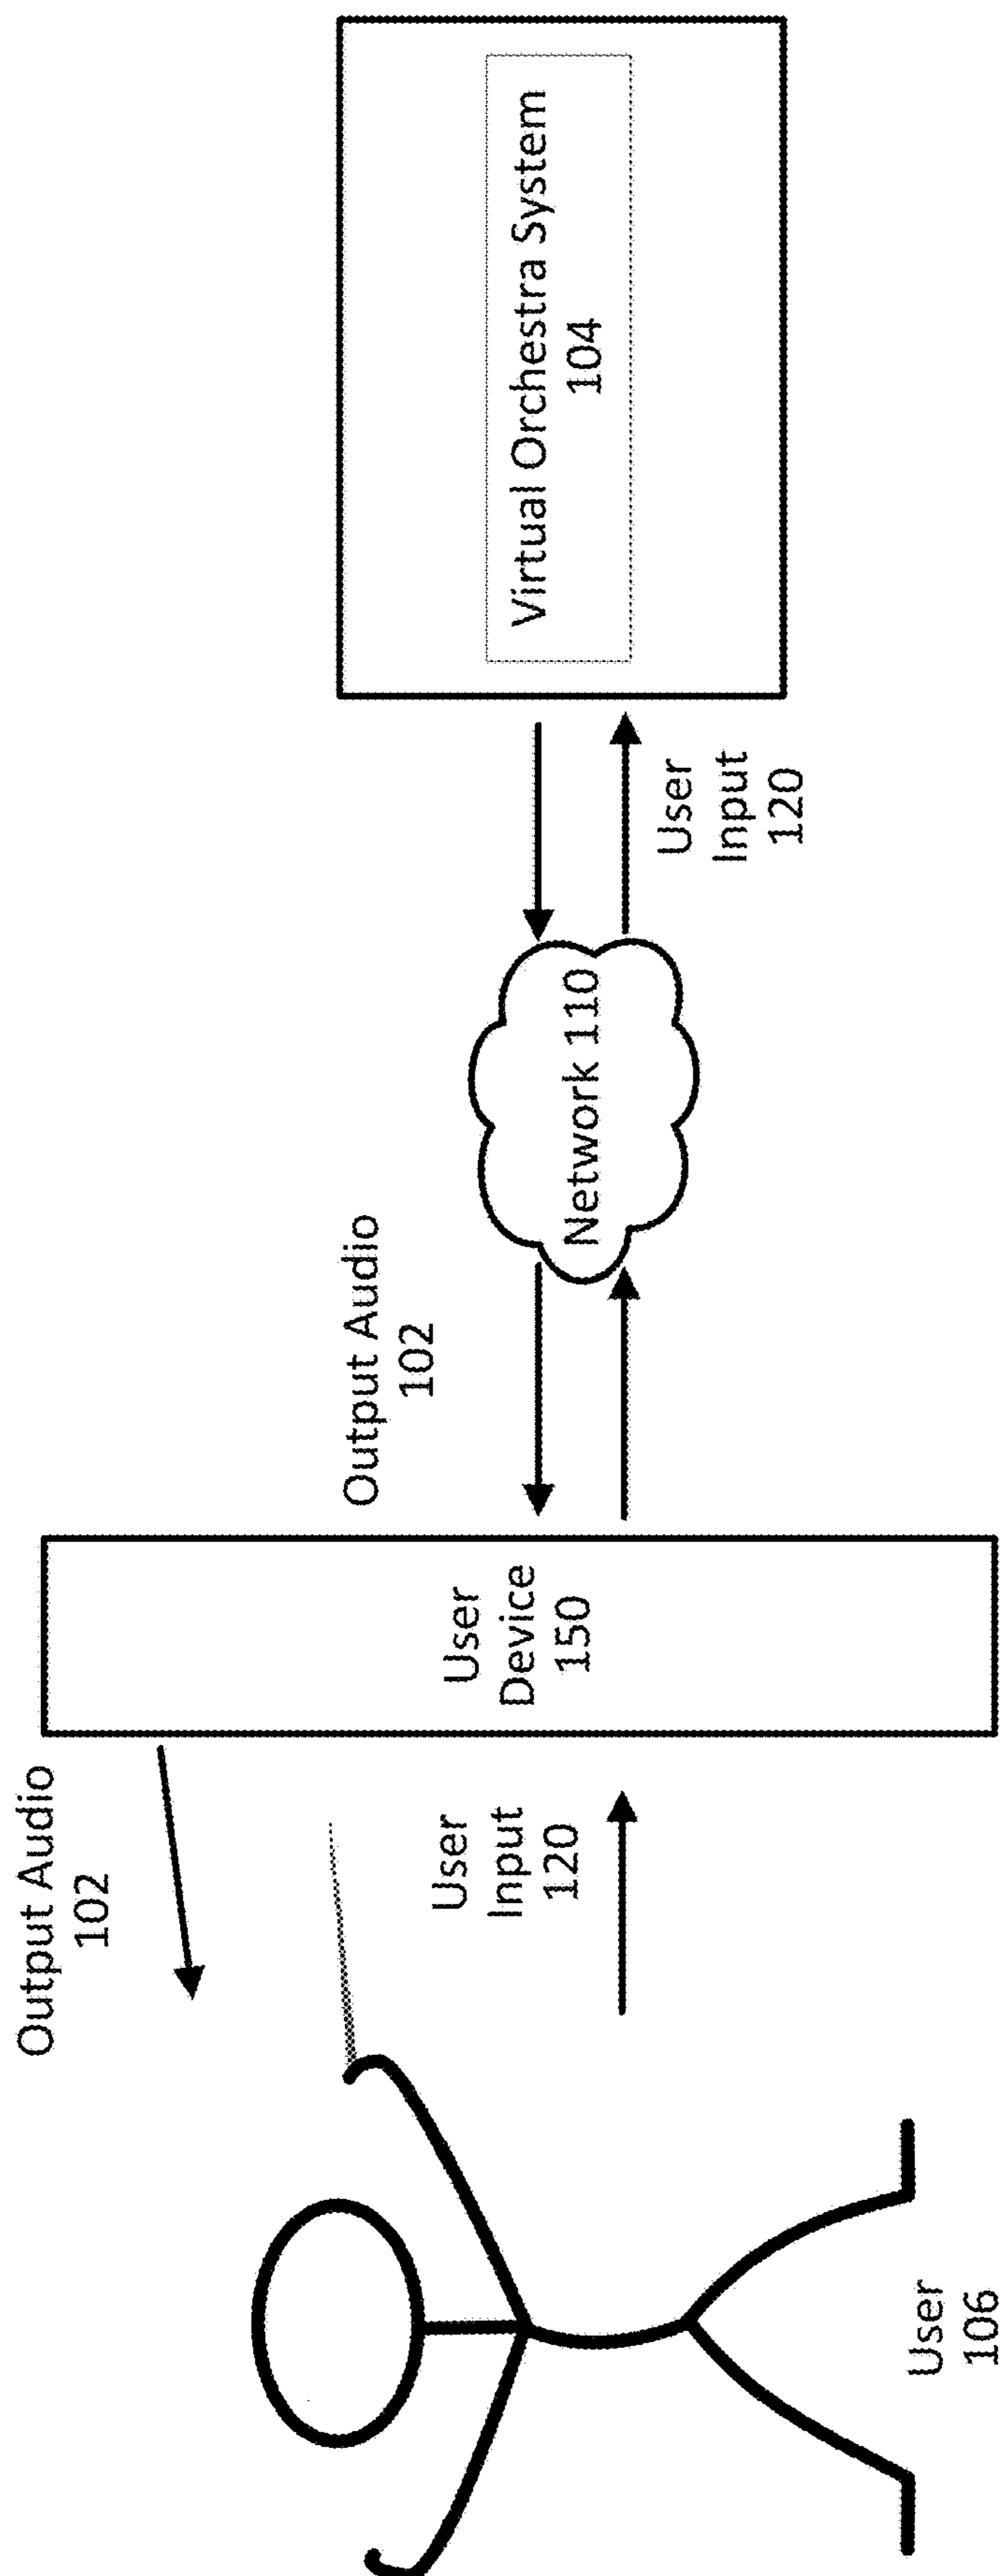 Output Audio
102
User
Input
120
User
106
User
Device
150
Output Audio
102
Network 110
User
Input
120
Virtual Orchestra System
104